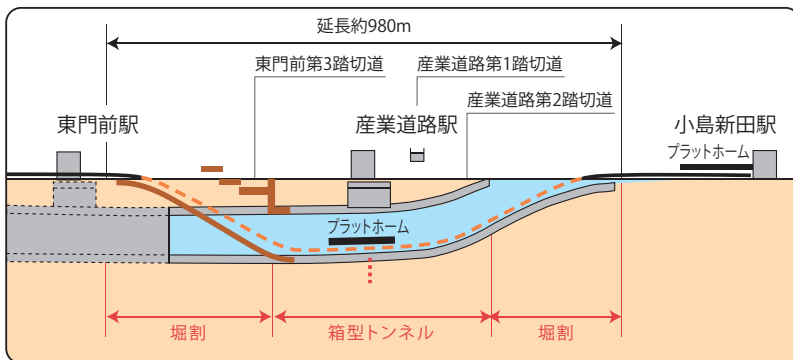 延長約980m
東門前第3踏切道
産業道路第1踏切道
産業道路第2踏切道
東門前駅
産業道路駅
小島新田駅
プラットホーム
プラットホーム
堀割
箱型トンネル
堀割